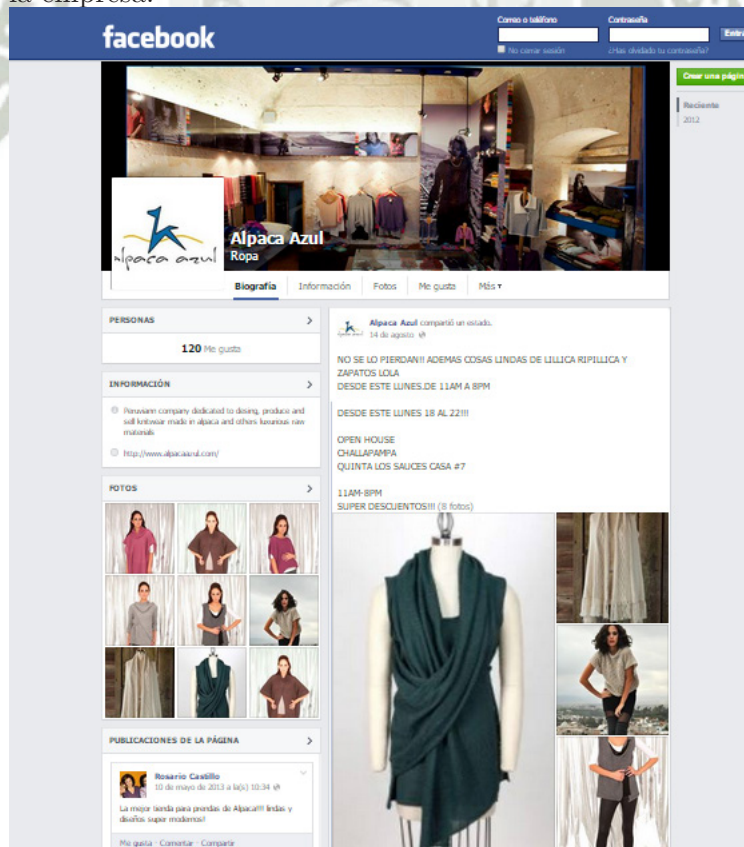 la empresa.
facebook
Correo o teléfono
Contraseña
No cerrar sesión
¿Has olvidado tu contraseña?
Crear una
Reciente
2012
alpaca azul
Alpaca Azul
Ropa
Biografía
Información
Fotos
Me gusta
Más
PERSONAS
120 Me gusta
INFORMACIÓN
Peruviann company dedicated to desing, produce and
sell knitwear made in alpaca and others luxurious raw
materials
http://www.alpacaazul.com/
FOTOS
PUBLICACIONES DE LA PÁGINA
Rosario Castillo
10 de mayo de 2013 a la(s) 10:34
La mejor tienda para prendas de Alpaca!!!! lindas y
diseños super modernos!
Me gusta · Comentar · Compartir
Alpaca Azul compartió un estado.
14 de agosto
NO SE LO PIERDAN!! ADEMAS COSAS LINDAS DE LILLICA RIPILLICA Y
ZAPATOS LOLA
DESDE ESTE LUNES.DE 11AM A 8PM
DESDE ESTE LUNES 18 AL 22!!!
OPEN HOUSE
CHALLAPAMPA
QUINTA LOS SAUCES CASA #7
11AM-8PM
SUPER DESCUENTOS!!! (8 fotos)